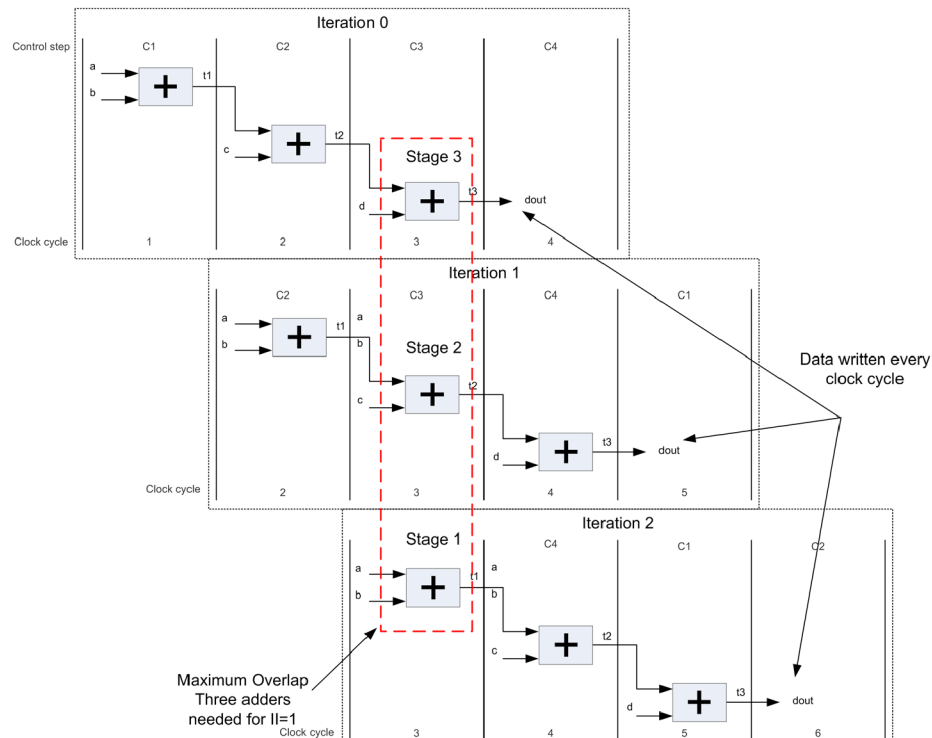 Iteration 0
Control step C1 C2 C3 C4
a
b
t1
+
c
t2
+
Stage 3
d
t3
+
dout
Clock cycle 1 2 3 4
Iteration 1
C2 C3 C4 C1
a
b
t1
a
b
+
Stage 2
c
t2
+
d
t3
+
dout
Data written every
clock cycle
Clock cycle 2 3 4 5
Iteration 2
Stage 1
C4 C1 C2
a
b
t1
a
b
+
c
t2
+
d
t3
+
dout
Maximum Overlap
Three adders
needed for II=1
Clock cycle 3 4 5 6